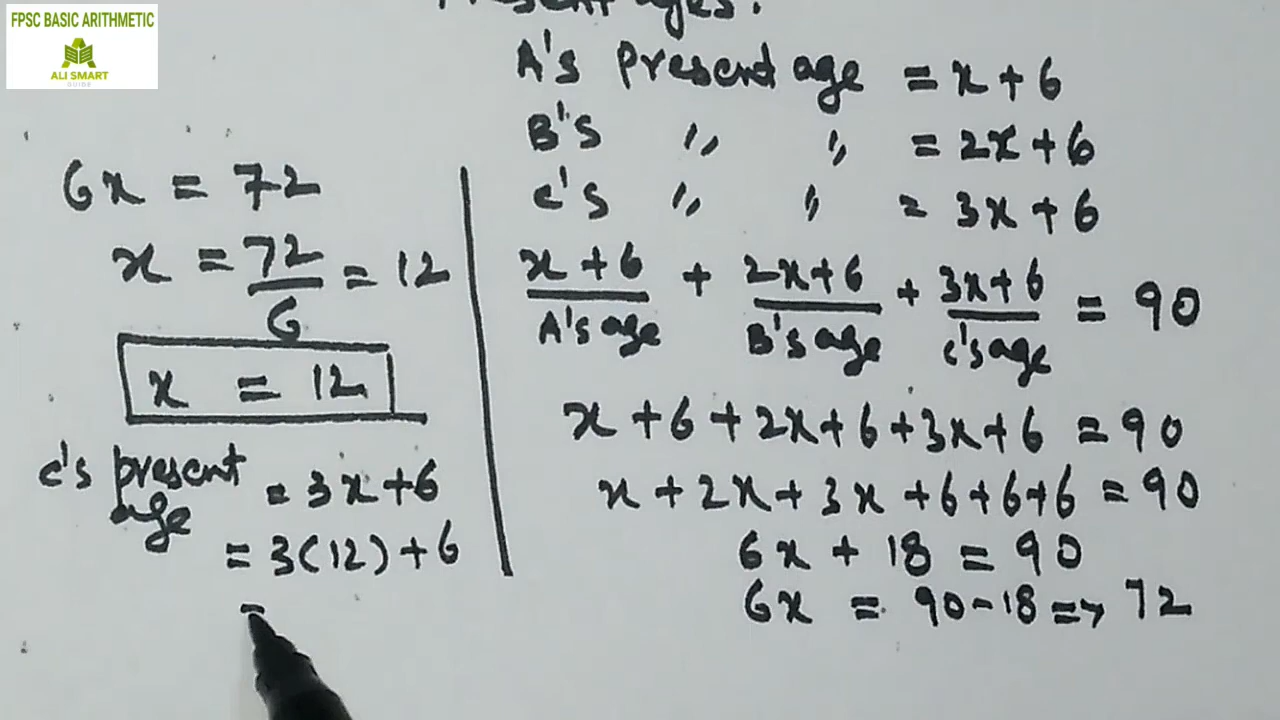 FPSC BASIC ARITHMETIC
ALI SMART
GUIDE
A's present age = x + 6
B's " " = 2x + 6
c's " " = 3x + 6
x + 6 / A's age + 2x + 6 / B's age + 3x + 6 / c's age = 90
x + 6 + 2x + 6 + 3x + 6 = 90
x + 2x + 3x + 6 + 6 + 6 = 90
6x + 18 = 90
6x = 90 - 18 => 72
6x = 72
x = 72 / 6 = 12
x = 12
c's present age = 3x + 6
= 3(12) + 6
=